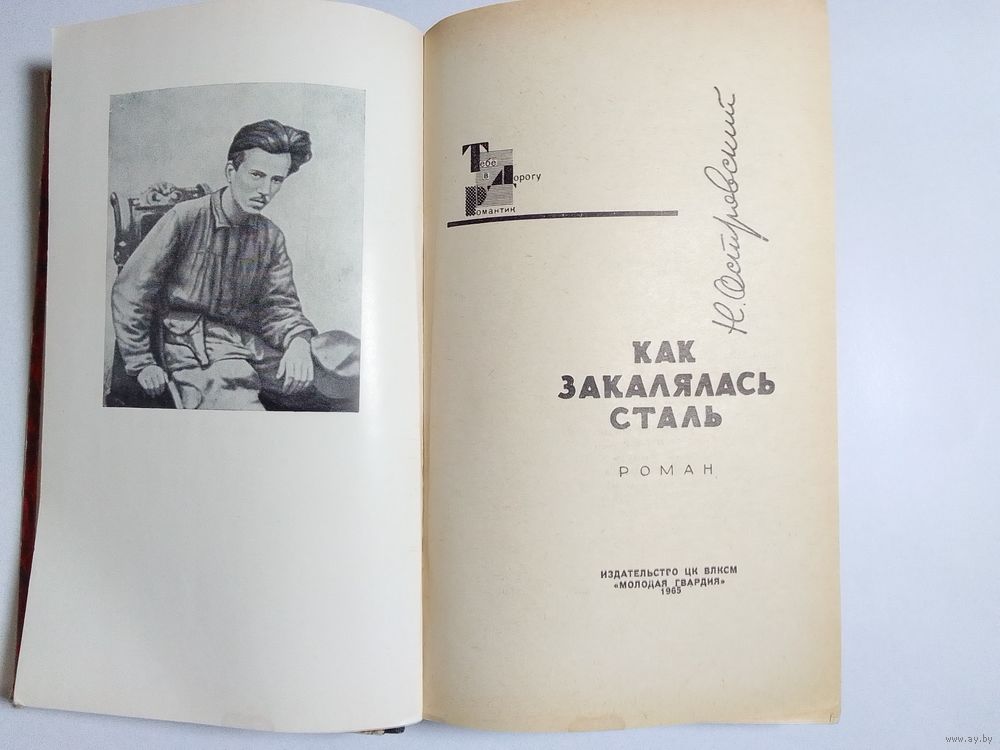 Тебе
в Дорогу
Романтик
Н. Островский
КАК
ЗАКАЛЯЛАСЬ
СТАЛЬ
РОМАН
ИЗДАТЕЛЬСТВО ЦК ВЛКСМ
«МОЛОДАЯ ГВАРДИЯ»
1965
www.ay.by